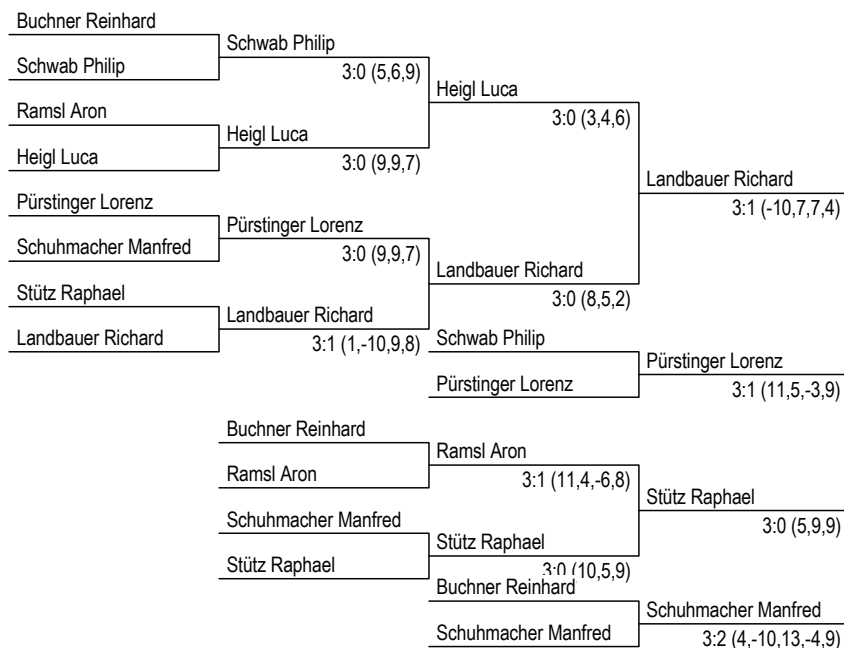 Buchner Reinhard
Schwab Philip
Schwab Philip
3:0 (5,6,9)
Heigl Luca
3:0 (3,4,6)
Ramsl Aron
Heigl Luca
Heigl Luca
3:0 (9,9,7)
Landbauer Richard
3:1 (-10,7,7,4)
Pürstinger Lorenz
Pürstinger Lorenz
3:0 (9,9,7)
Schuhmacher Manfred
Landbauer Richard
3:0 (8,5,2)
Stütz Raphael
Landbauer Richard
3:1 (1,-10,9,8)
Landbauer Richard
Schwab Philip
Pürstinger Lorenz
3:1 (11,5,-3,9)
Pürstinger Lorenz
Buchner Reinhard
Ramsl Aron
3:1 (11,4,-6,8)
Ramsl Aron
Stütz Raphael
3:0 (5,9,9)
Schuhmacher Manfred
Stütz Raphael
3:0 (10,5,9)
Stütz Raphael
Buchner Reinhard
Schuhmacher Manfred
3:2 (4,-10,13,-4,9)
Schuhmacher Manfred